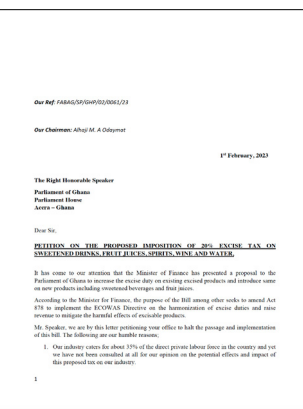 Our Ref: FABAG/SP/GHP/02/0061/23
Our Chairman: Alhaji M. A Odaymat
1st February, 2023
The Right Honorable Speaker
Parliament of Ghana
Parliament House
Accra – Ghana
Dear Sir,
PETITION ON THE PROPOSED IMPOSITION OF 20% EXCISE TAX ON
SWEETENED DRINKS, FRUIT JUICES, SPIRITS, WINE AND WATER.
It has come to our attention that the Minister of Finance has presented a proposal to the
Parliament of Ghana to increase the excise duty on existing excised products and introduce same
on new products including sweetened beverages and fruit juices.
According to the Minister for Finance, the purpose of the Bill among other seeks to amend Act
878 to implement the ECOWAS Directive on the harmonization of excise duties and raise
revenue to mitigate the harmful effects of excisable products.
Mr. Speaker, we are by this letter petitioning your office to halt the passage and implementation
of this bill. The following are our humble reasons;
1. Our industry caters for about 35% of the direct private labour force in the country and yet
we have not been consulted at all for our opinion on the potential effects and impact of
this proposed tax on our industry.
1